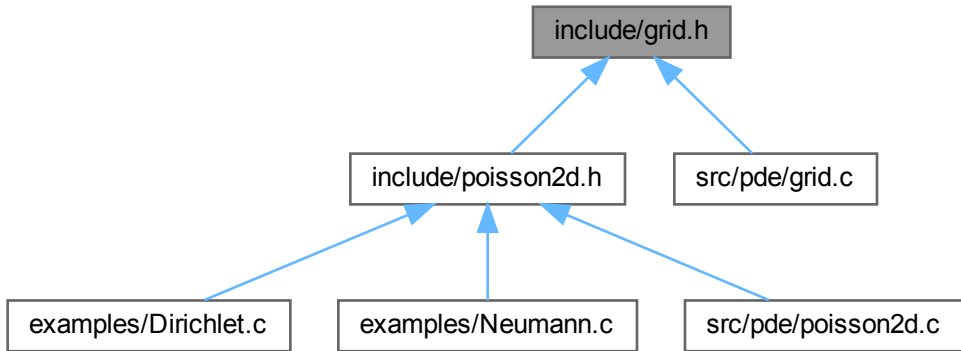 include/grid.h
include/poisson2d.h
src/pde/grid.c
examples/Dirichlet.c
examples/Neumann.c
src/pde/poisson2d.c